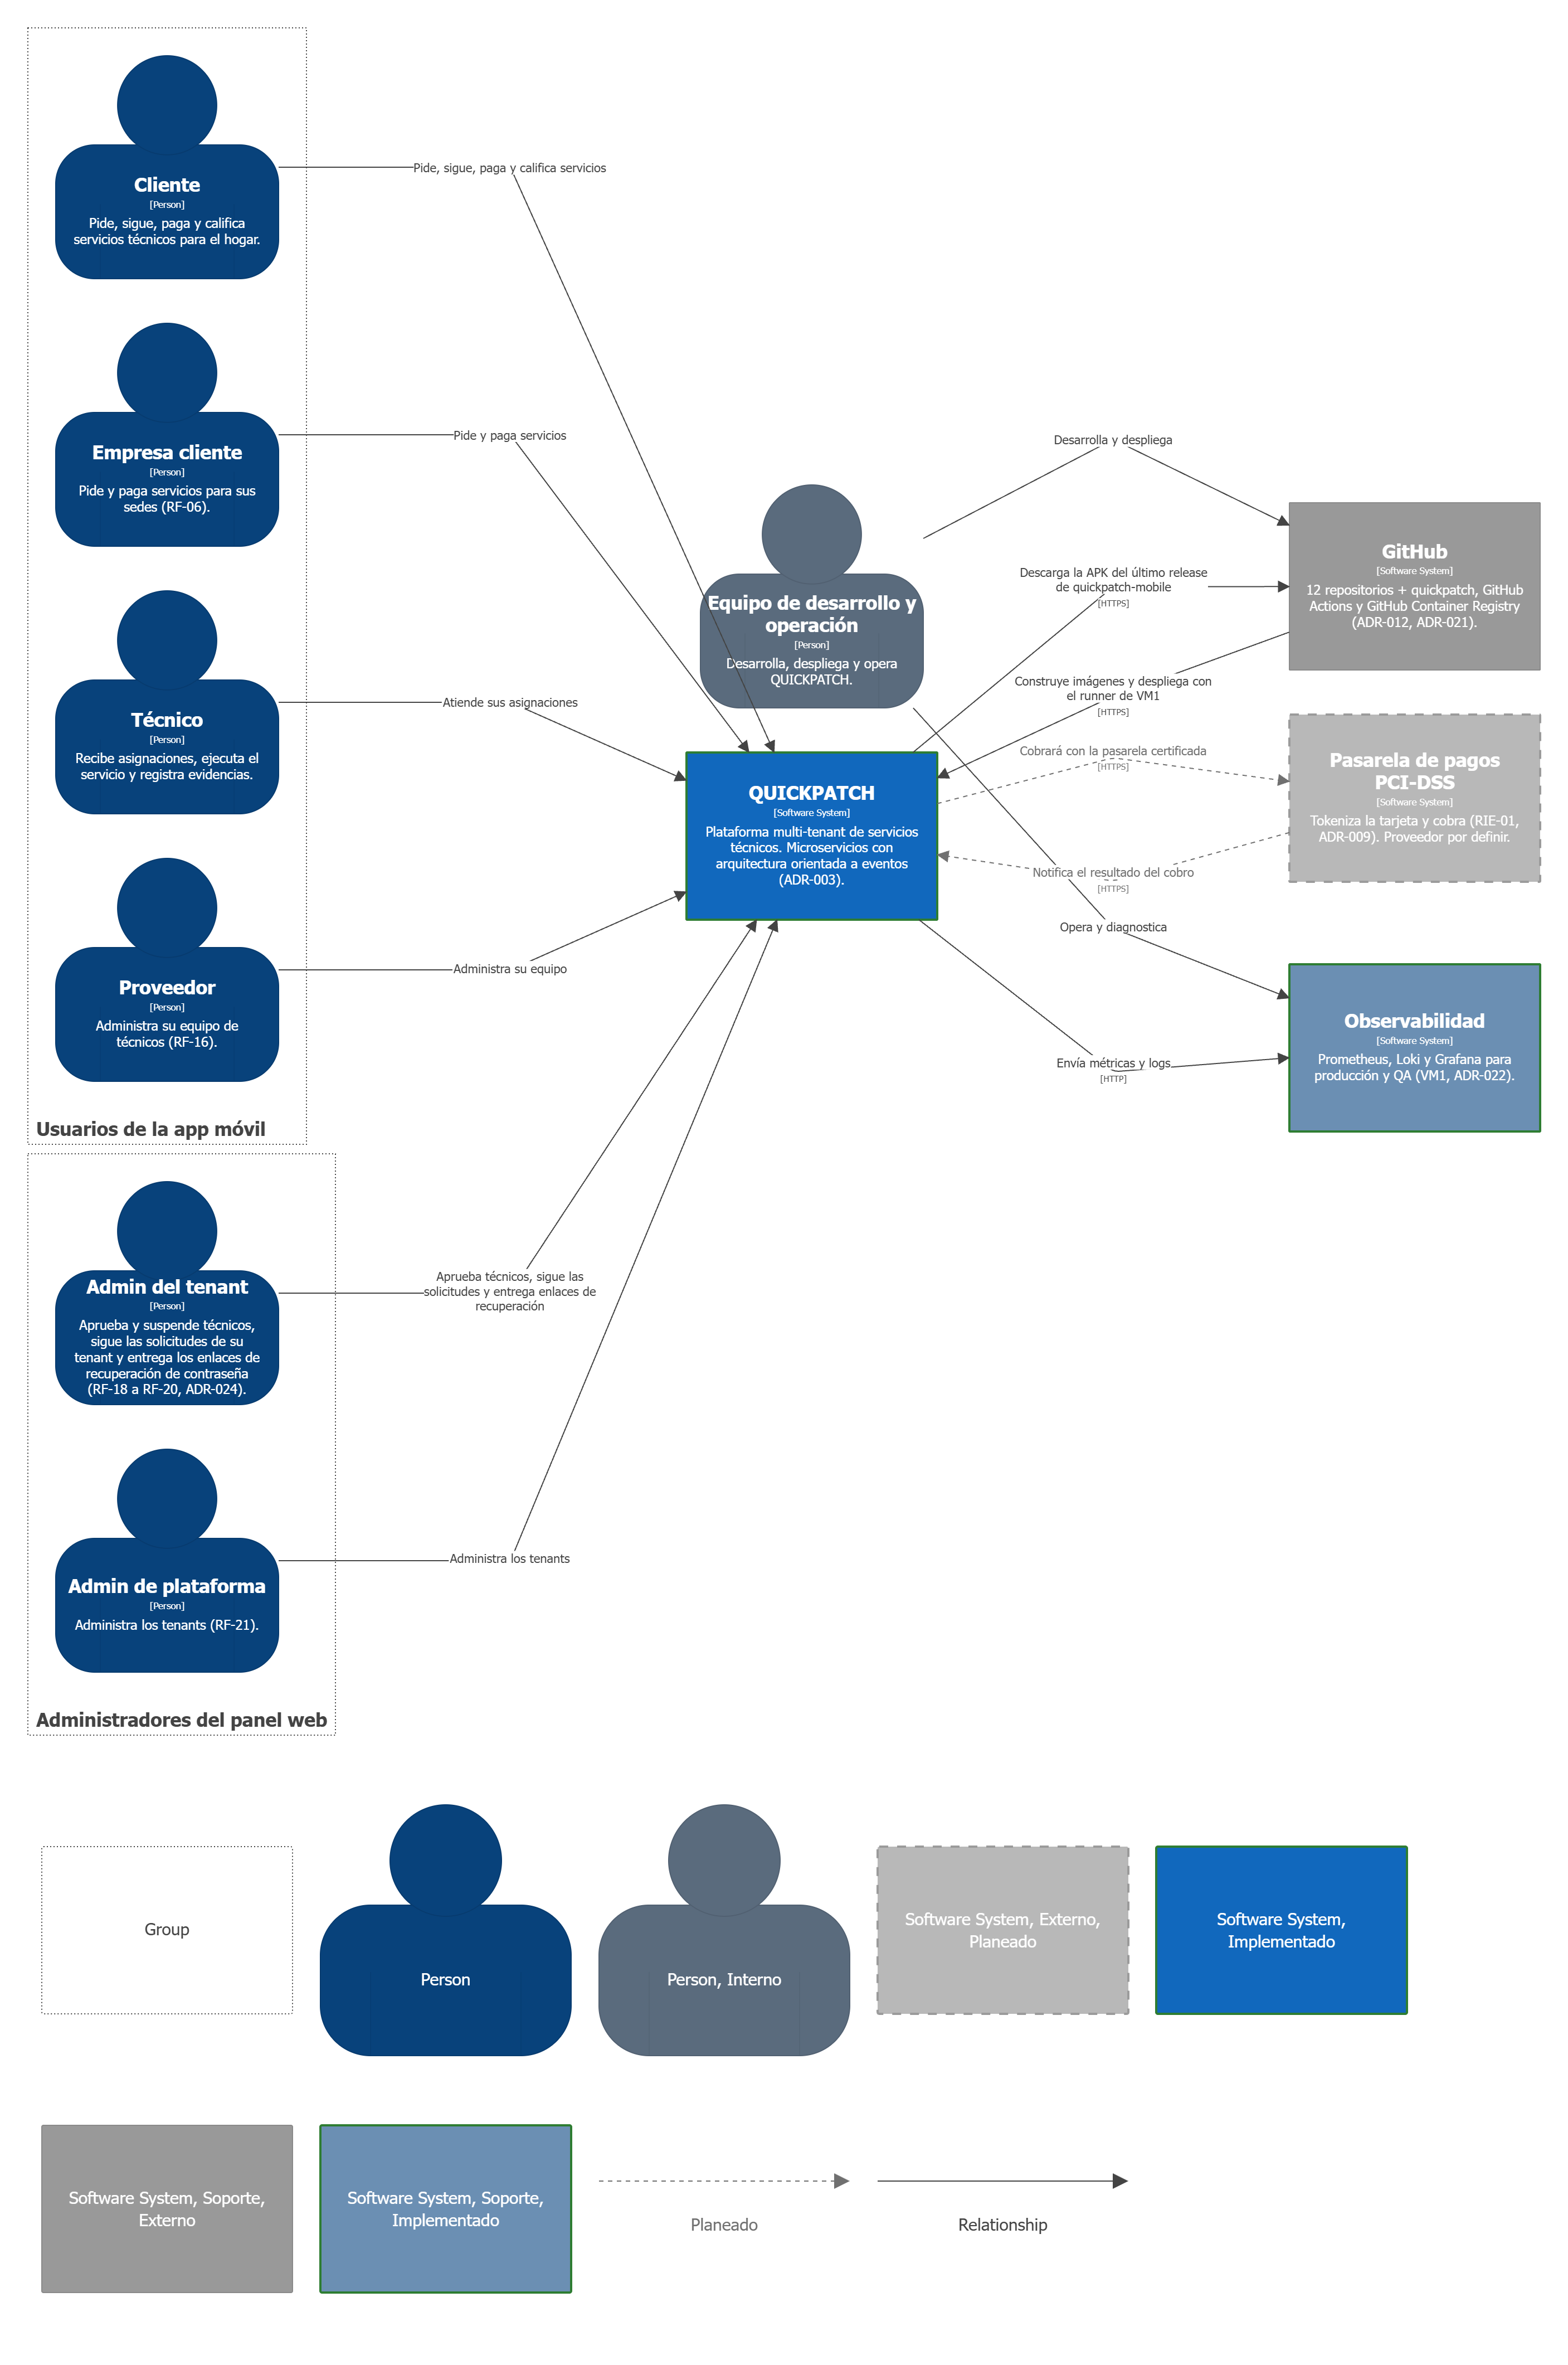 Cliente
[Person]
Pide, sigue, paga y califica
servicios técnicos para el hogar.
Pide, sigue, paga y califica servicios
Empresa cliente
[Person]
Pide y paga servicios para sus
sedes (RF-06).
Pide y paga servicios
Técnico
[Person]
Recibe asignaciones, ejecuta el
servicio y registra evidencias.
Atiende sus asignaciones
Proveedor
[Person]
Administra su equipo de
técnicos (RF-16).
Administra su equipo
Usuarios de la app móvil
Admin del tenant
[Person]
Aprueba y suspende técnicos,
sigue las solicitudes de su
tenant y entrega los enlaces de
recuperación de contraseña
(RF-18 a RF-20, ADR-024).
Aprueba técnicos, sigue las
solicitudes y entrega enlaces de
recuperación
Admin de plataforma
[Person]
Administra los tenants (RF-21).
Administra los tenants
Administradores del panel web
Equipo de desarrollo y
operación
[Person]
Desarrolla, despliega y opera
QUICKPATCH.
QUICKPATCH
[Software System]
Plataforma multi-tenant de servicios
técnicos. Microservicios con
arquitectura orientada a eventos
(ADR-003).
Desarrolla y despliega
Descarga la APK del último release
de quickpatch-mobile
[HTTPS]
Construye imágenes y despliega con
el runner de VM1
[HTTPS]
Cobrará con la pasarela certificada
[HTTPS]
Notifica el resultado del cobro
[HTTPS]
Opera y diagnostica
Envía métricas y logs
[HTTP]
GitHub
[Software System]
12 repositorios + quickpatch, GitHub
Actions y GitHub Container Registry
(ADR-012, ADR-021).
Pasarela de pagos
PCI-DSS
[Software System]
Tokeniza la tarjeta y cobra (RIE-01,
ADR-009). Proveedor por definir.
Observabilidad
[Software System]
Prometheus, Loki y Grafana para
producción y QA (VM1, ADR-022).
Group
Person
Person, Interno
Software System, Externo,
Planeado
Software System,
Implementado
Software System, Soporte,
Externo
Software System, Soporte,
Implementado
Planeado
Relationship